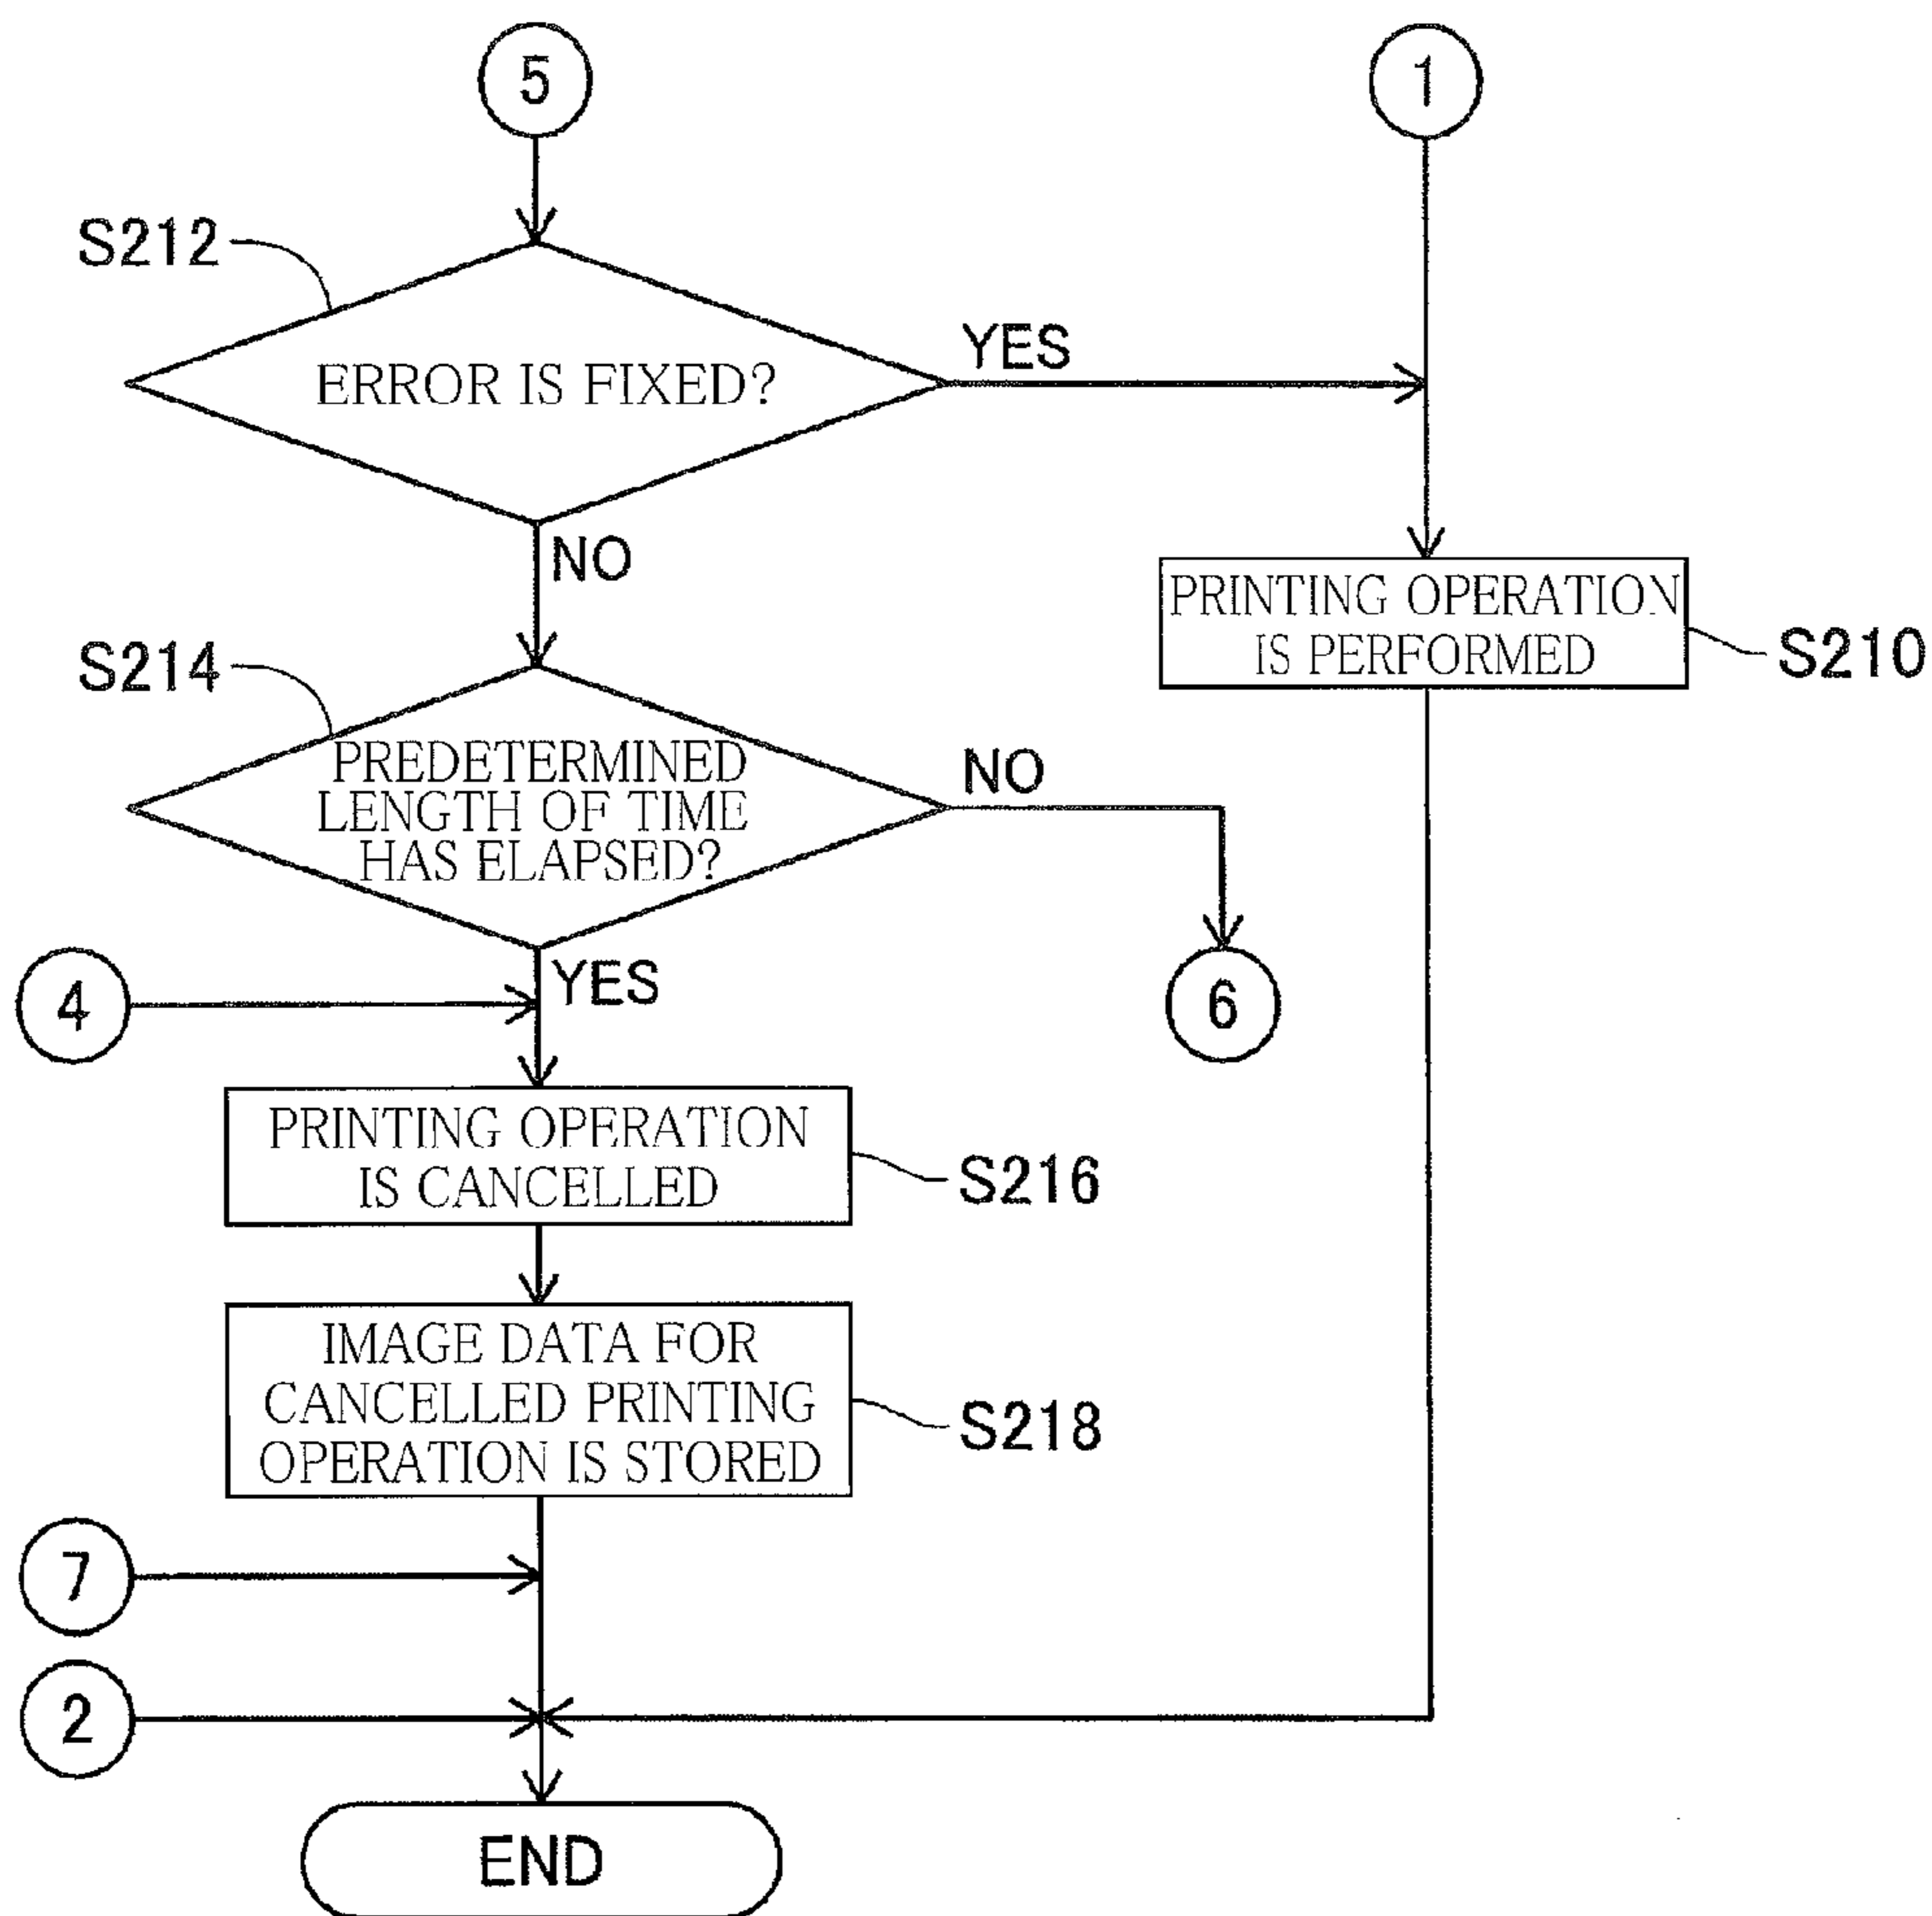 5
1
S212
YES
ERROR IS FIXED?
NO
PRINTING OPERATION
IS PERFORMED
S210
S214
PREDETERMINED
LENGTH OF TIME
HAS ELAPSED?
NO
YES
4
6
PRINTING OPERATION
IS CANCELLED
S216
IMAGE DATA FOR
CANCELLED PRINTING
OPERATION IS STORED
S218
7
2
END